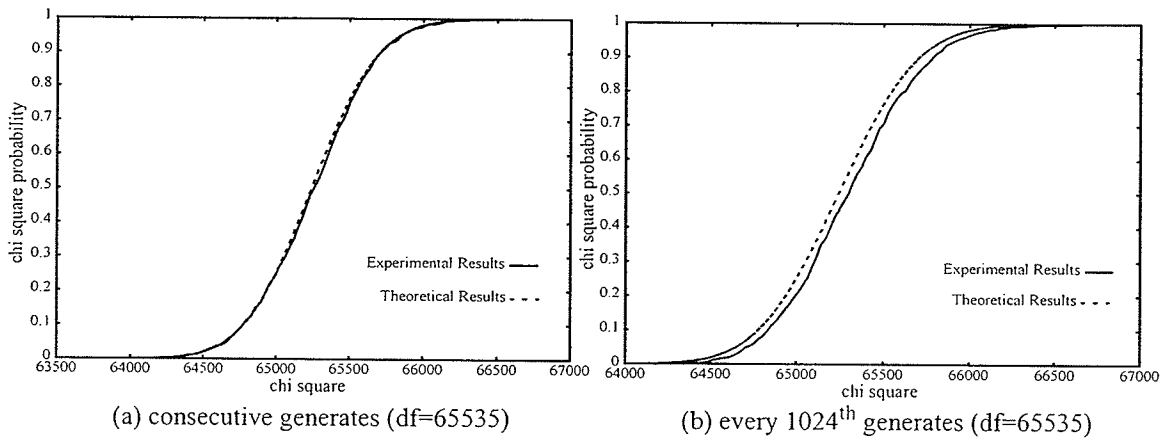 1
0.9
0.8
0.7
0.6
0.5
0.4
0.3
0.2
0.1
0
chi square probability
Experimental Results
Theoretical Results
63500 64000 64500 65000 65500 66000 66500 67000
chi square
(a) consecutive generates (df=65535)
1
0.9
0.8
0.7
0.6
0.5
0.4
0.3
0.2
0.1
0
chi square probability
Experimental Results
Theoretical Results
64000 64500 65000 65500 66000 66500 67000
chi square
(b) every 1024th generates (df=65535)